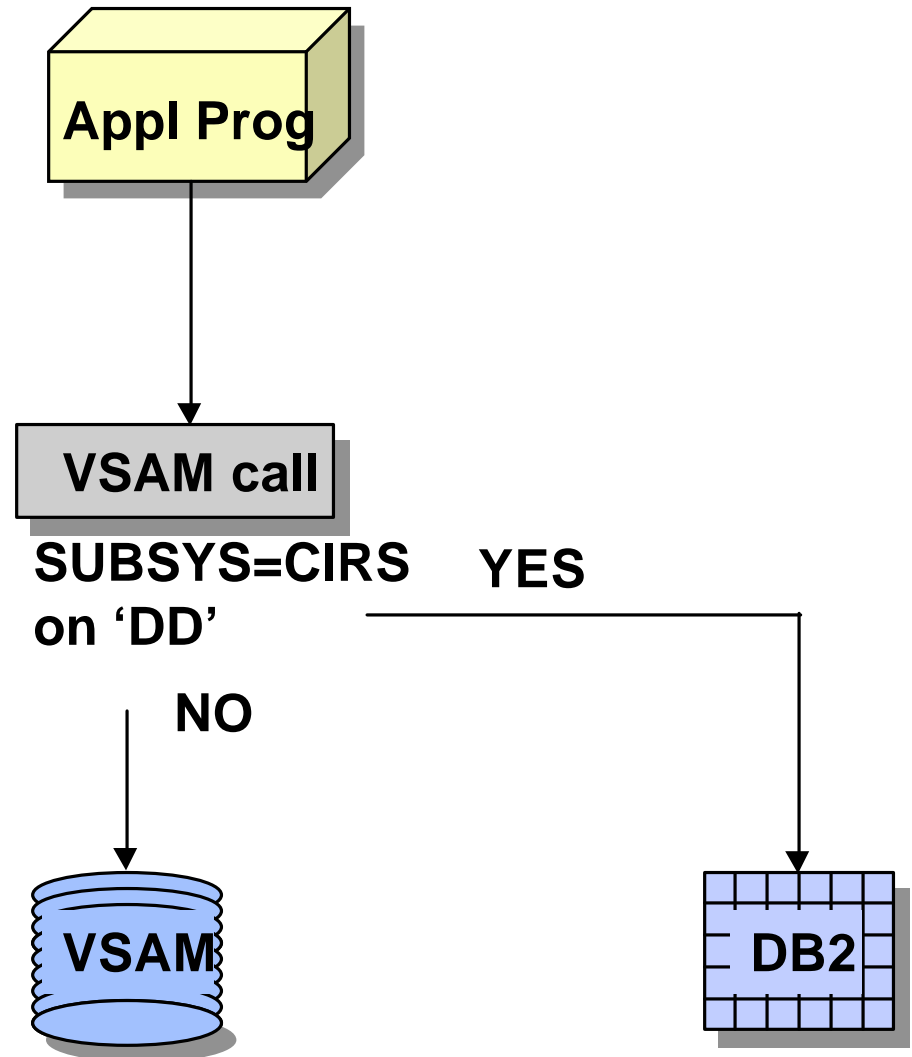 Appl Prog
VSAM call
SUBSYS=CIRS
on ‘DD’
YES
NO
VSAM
DB2